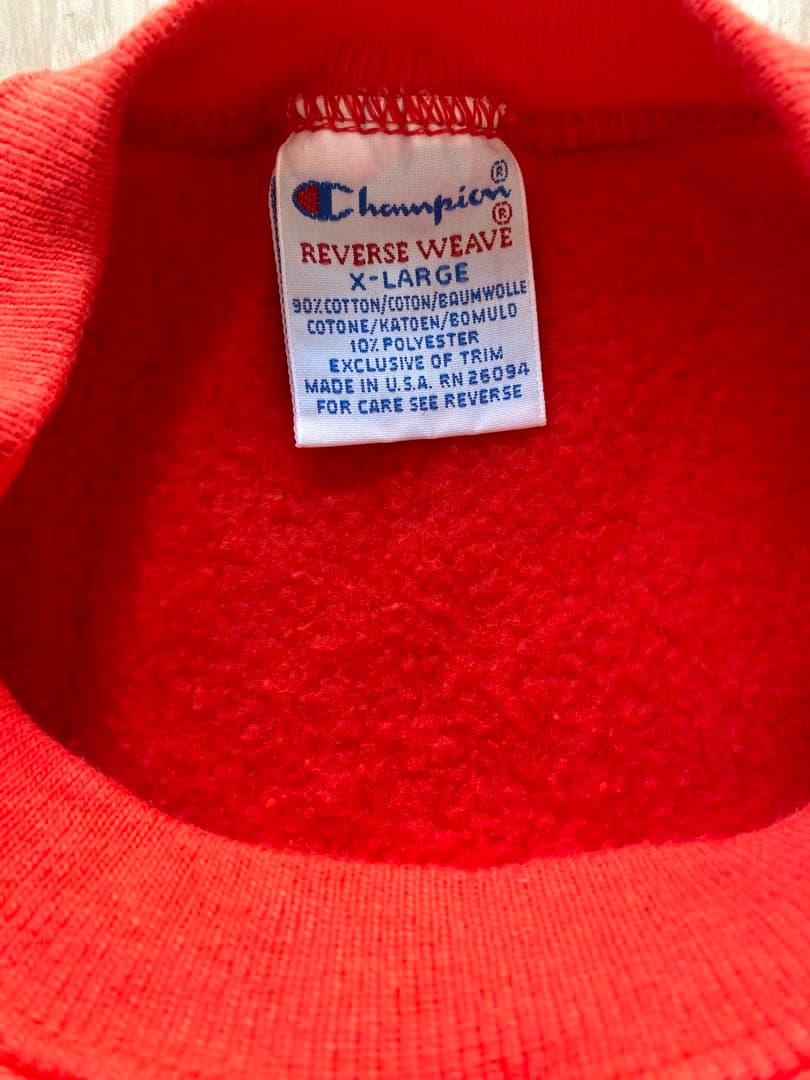 Champion®
REVERSE WEAVE®
X-LARGE
90%COTTON/COTON/BAUMWOLLE
COTONE/KATOEN/BOMULD
10% POLYESTER
EXCLUSIVE OF TRIM
MADE IN U.S.A. RN 26094
FOR CARE SEE REVERSE